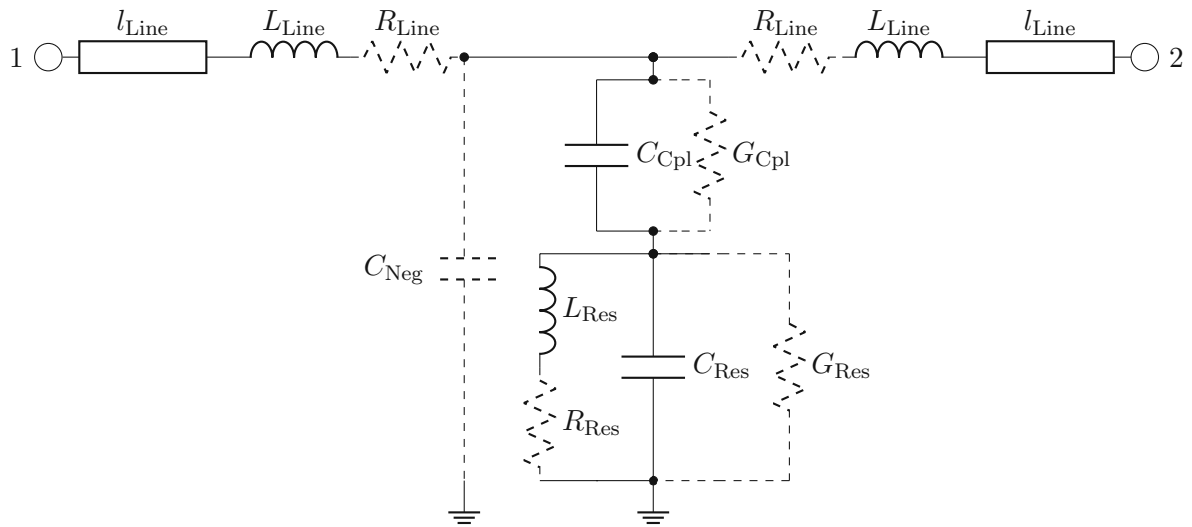 l_Line L_Line R_Line R_Line L_Line l_Line
1 2
C_Cpl G_Cpl
C_Neg
L_Res
C_Res G_Res
R_Res